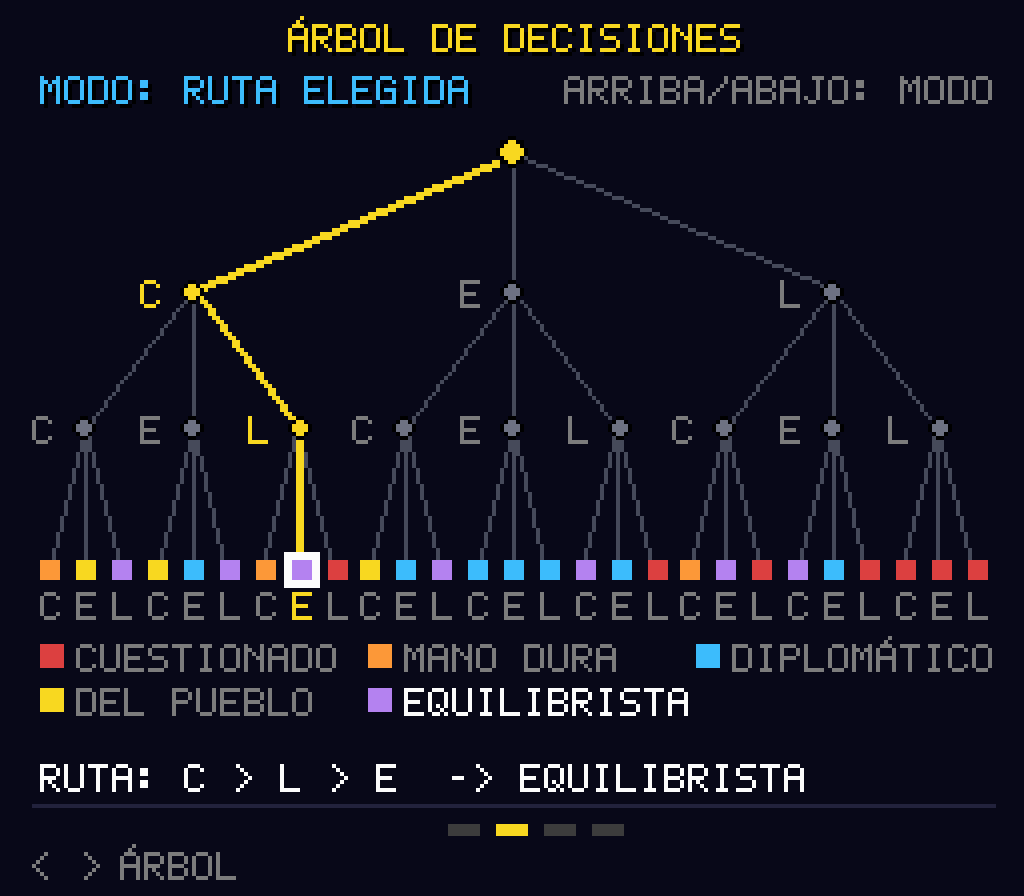 ÁRBOL DE DECISIONES
MODO: RUTA ELEGIDA ARRIBA/ABAJO: MODO
C E L
C E L C E L C E L
C E L C E L C E L C E L C E L C E L C E L C E L C E L
CUESTIONADO MANO DURA DIPLOMÁTICO
DEL PUEBLO EQUILIBRISTA
RUTA: C > L > E -> EQUILIBRISTA
< > ÁRBOL